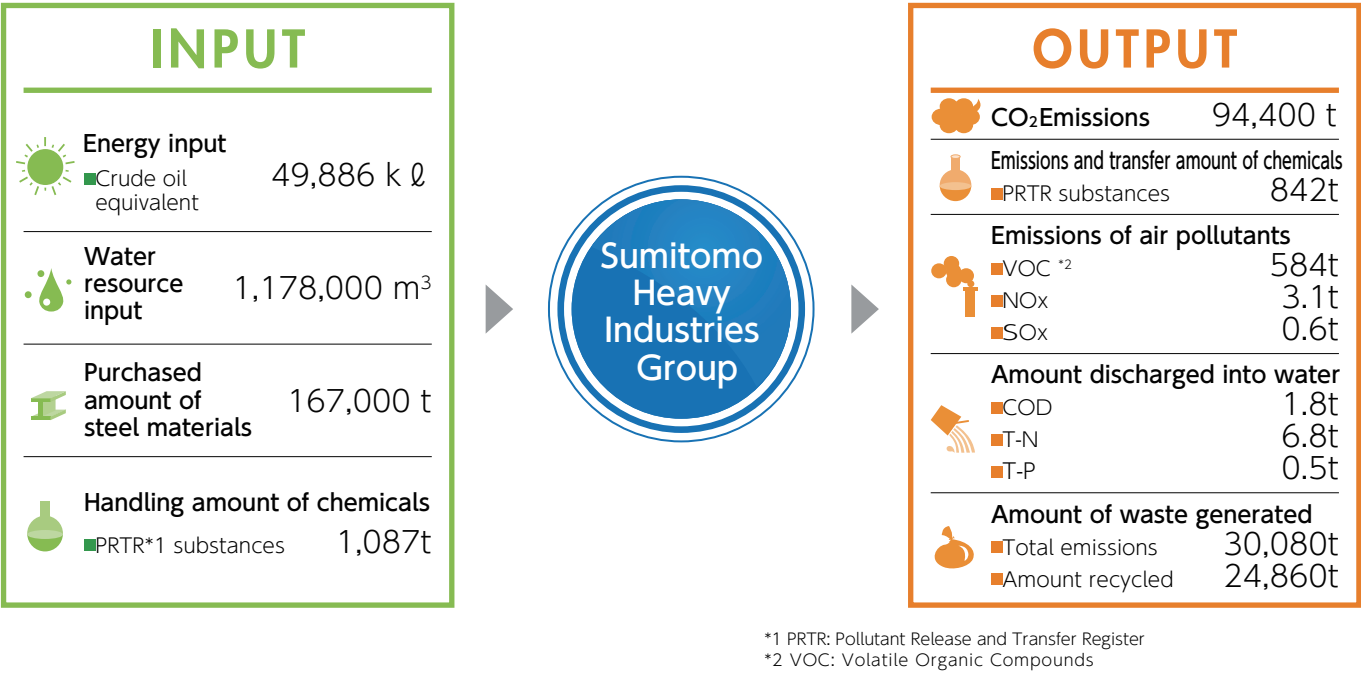 INPUT
Energy input
■Crude oil
equivalent
49,886 k ℓ
Water
resource
input
1,178,000 m³
Purchased
amount of
steel materials
167,000 t
Handling amount of chemicals
■PRTR*1 substances 1,087t
Sumitomo
Heavy
Industries
Group
OUTPUT
CO₂Emissions 94,400 t
Emissions and transfer amount of chemicals
■PRTR substances 842t
Emissions of air pollutants
■VOC *2 584t
■NOx 3.1t
■SOx 0.6t
Amount discharged into water
■COD 1.8t
■T-N 6.8t
■T-P 0.5t
Amount of waste generated
■Total emissions 30,080t
■Amount recycled 24,860t
*1 PRTR: Pollutant Release and Transfer Register
*2 VOC: Volatile Organic Compounds